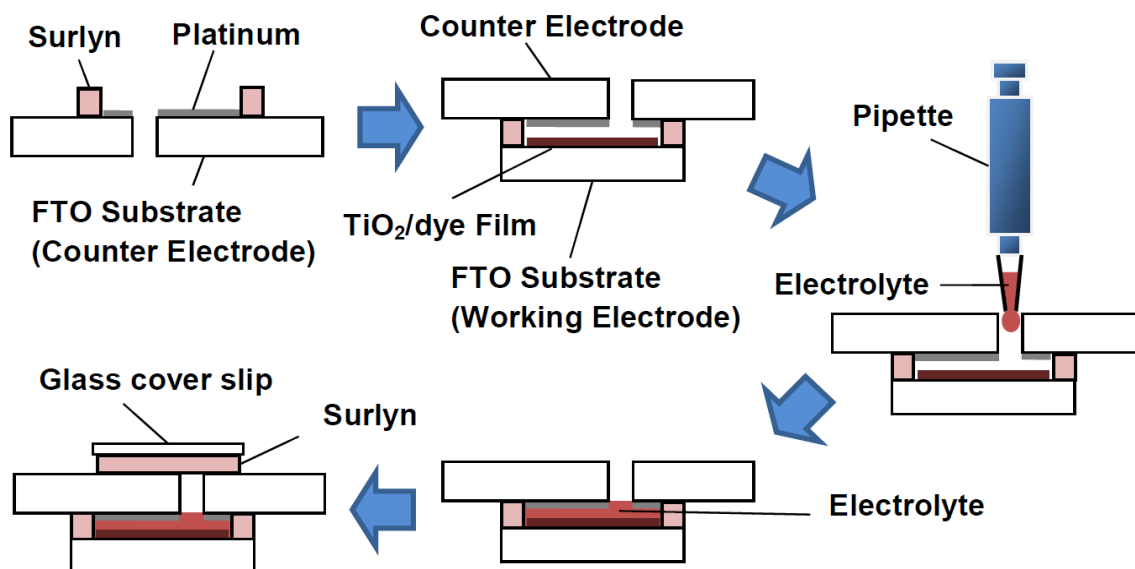 Surlyn
Platinum
FTO Substrate
(Counter Electrode)
Counter Electrode
TiO₂/dye Film
FTO Substrate
(Working Electrode)
Pipette
Electrolyte
Electrolyte
Glass cover slip
Surlyn